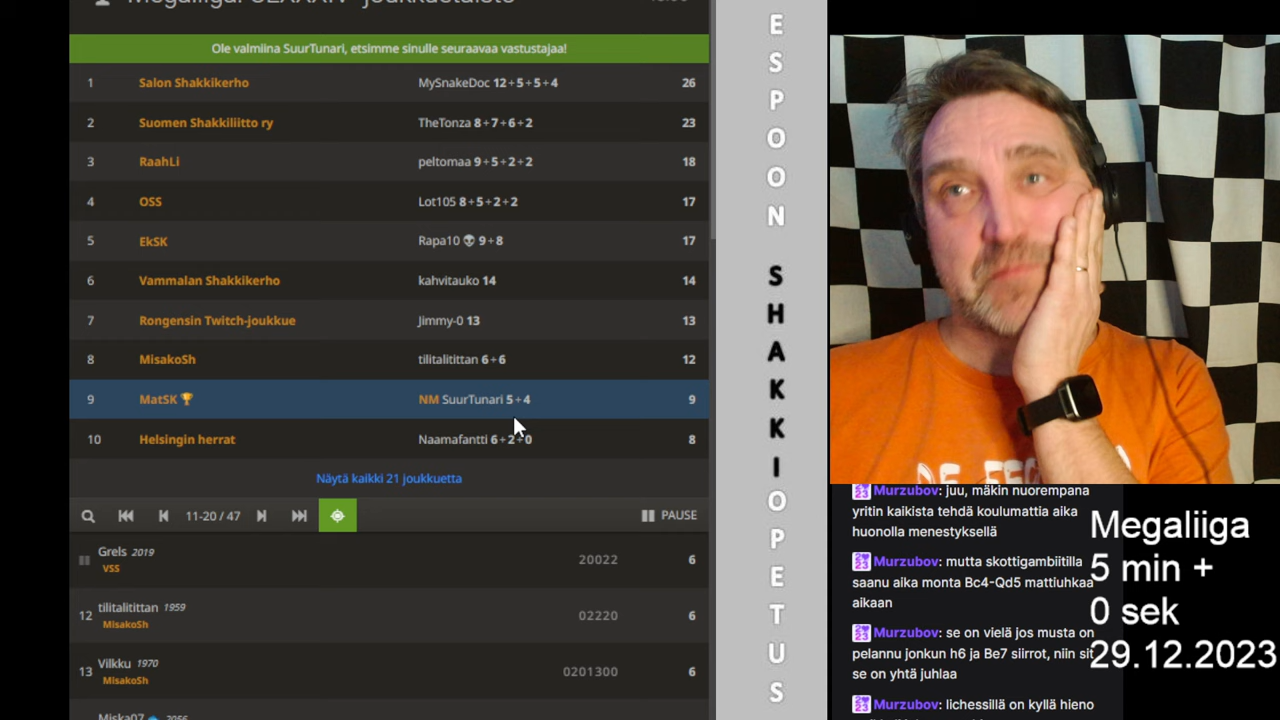 Ole valmiina SuurTunari, etsimme sinulle seuraavaa vastustajaa!
1 Salon Shakkikerho MySnakeDoc 12+5+5+4 26
2 Suomen Shakkiliitto ry TheTonza 8+7+6+2 23
3 RaahLi peltomaa 9+5+2+2 18
4 OSS Lot105 8+5+2+2 17
5 EkSK Rapa10 👽 9+8 17
6 Vammalan Shakkikerho kahvitauko 14 14
7 Rongensin Twitch-joukkue Jimmy-0 13 13
8 MisakoSh tilitalitittan 6+6 12
9 MatSK 🏆 NM SuurTunari 5+4 9
10 Helsingin herrat Naamafantti 6+2+0 8
Näytä kaikki 21 joukkuetta
11-20 / 47 PAUSE
Grels 2019 20022 6
VSS
12 tilitalitittan 1959 02220 6
MisakoSh
13 Vilkku 1970 0201300 6
MisakoSh
ESPOON
SHAKKIOPETUS
Murzubov: juu, mäkin nuorempana
yritin kaikista tehdä koulumattia aika
huonolla menestyksellä
Murzubov: mutta skottigambiitilla
saanu aika monta Bc4-Qd5 mattiuhkaa
aikaan
Murzubov: se on vielä jos musta on
pelannu jonkun h6 ja Be7 siirrot, niin sit
se on yhtä juhlaa
Murzubov: lichessillä on kyllä hieno
Megaliiga
5 min +
0 sek
29.12.2023